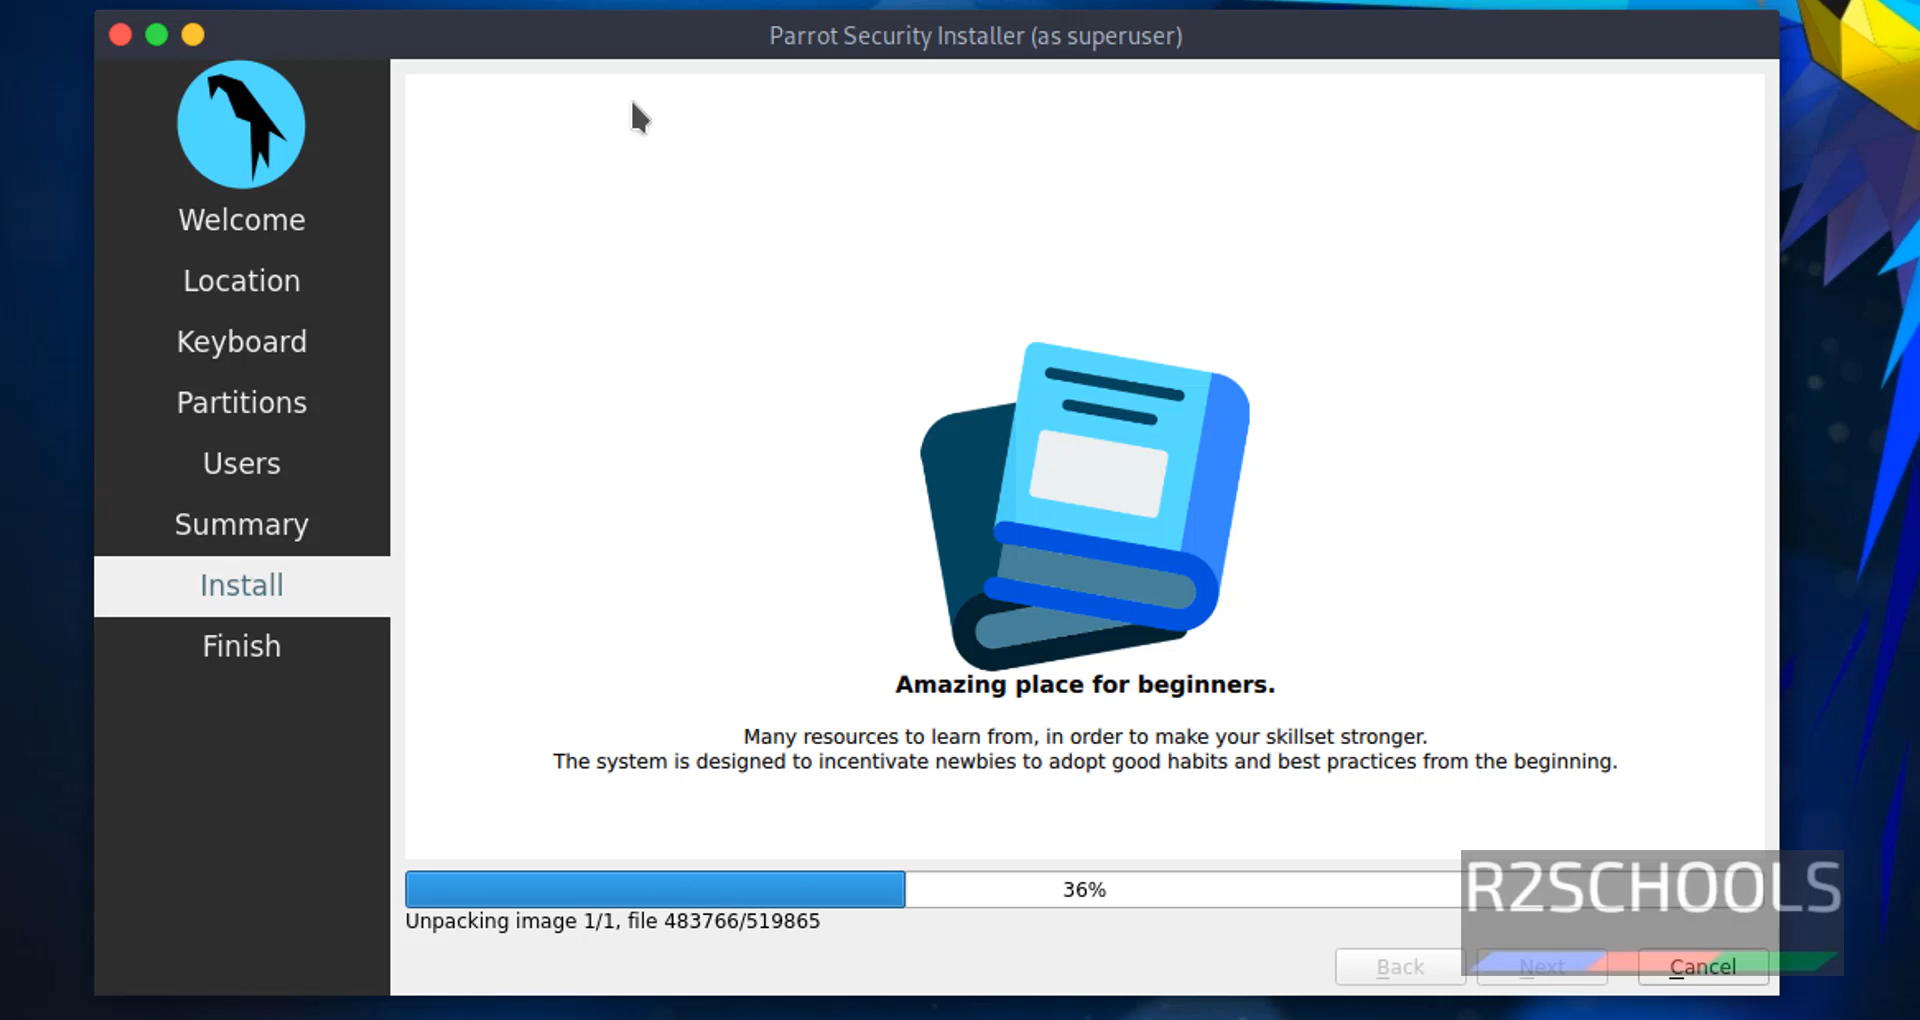 Parrot Security Installer (as superuser)
Welcome
Location
Keyboard
Partitions
Users
Summary
Install
Finish
Amazing place for beginners.
Many resources to learn from, in order to make your skillset stronger.
The system is designed to incentivate newbies to adopt good habits and best practices from the beginning.
36%
Unpacking image 1/1, file 483766/519865
R2SCHOOLS
Back
Next
Cancel